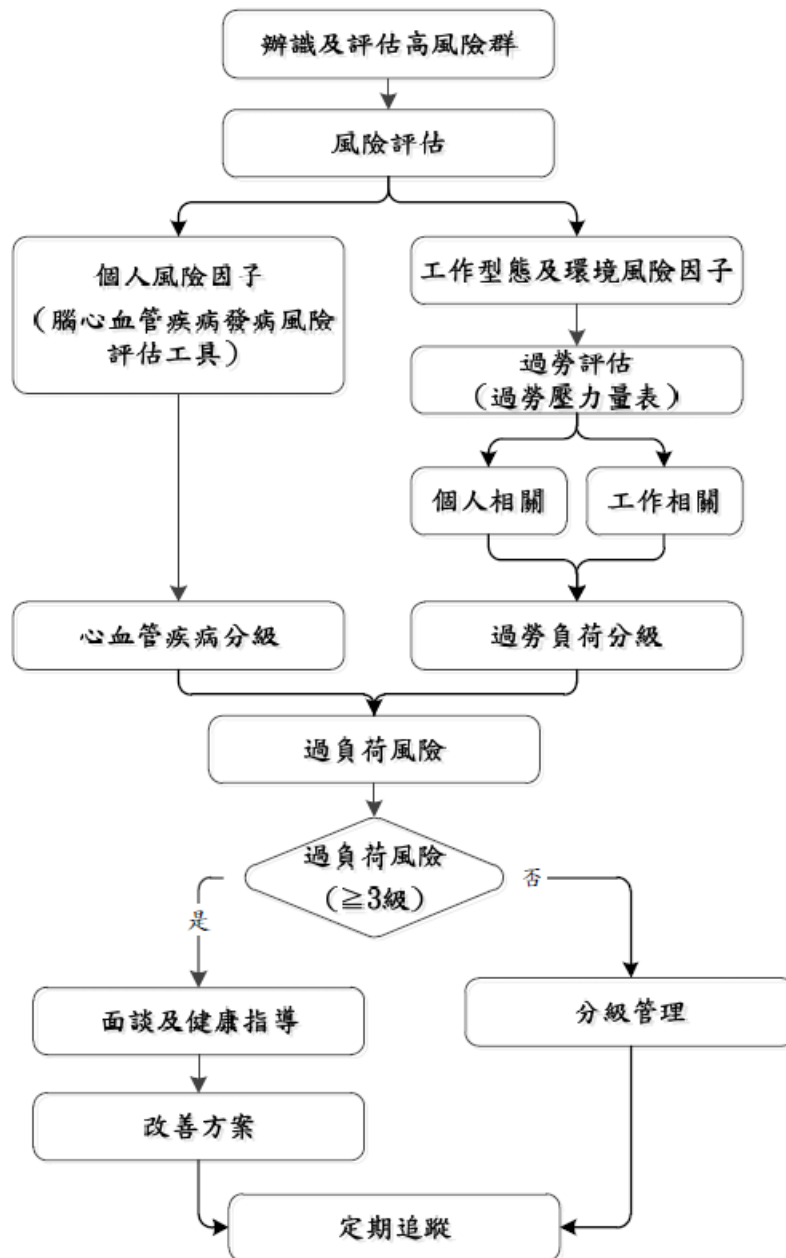 辦識及評估高風險群
風險評估
個人風險因子
（腦心血管疾病發病風險
評估工具）
工作型態及環境風險因子
過勞評估
（過勞壓力量表）
個人相關
工作相關
心血管疾病分級
過勞負荷分級
過負荷風險
過負荷風險
（≧3級）
是
否
面談及健康指導
分級管理
改善方案
定期追蹤